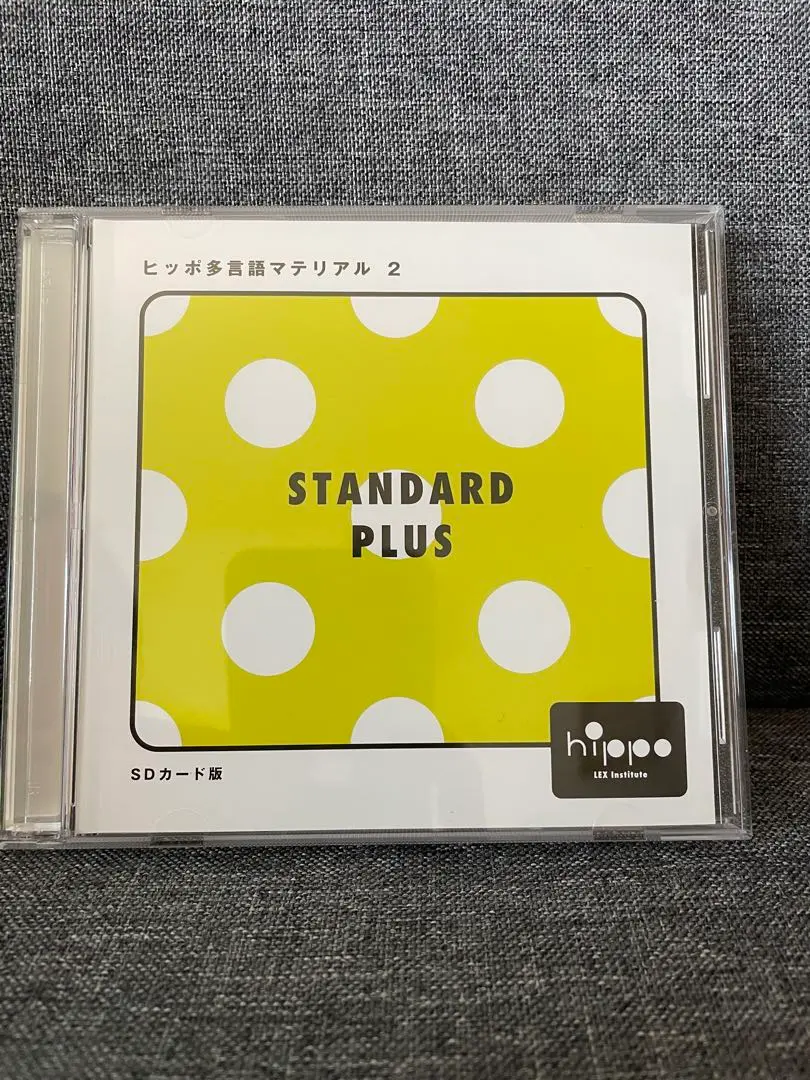 ヒッポ多言語マテリアル 2
STANDARD
PLUS
SDカード版
hippo
LEX Institute